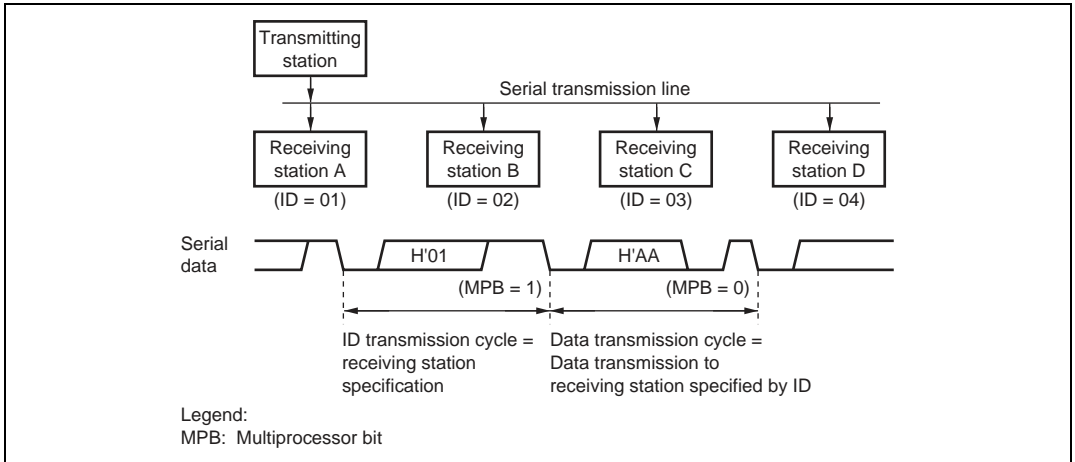 Transmitting
station
Serial transmission line
Receiving
station A
Receiving
station B
Receiving
station C
Receiving
station D
(ID = 01)
(ID = 02)
(ID = 03)
(ID = 04)
Serial
data
H'01
H'AA
(MPB = 1)
(MPB = 0)
ID transmission cycle =
receiving station
specification
Data transmission cycle =
Data transmission to
receiving station specified by ID
Legend:
MPB: Multiprocessor bit